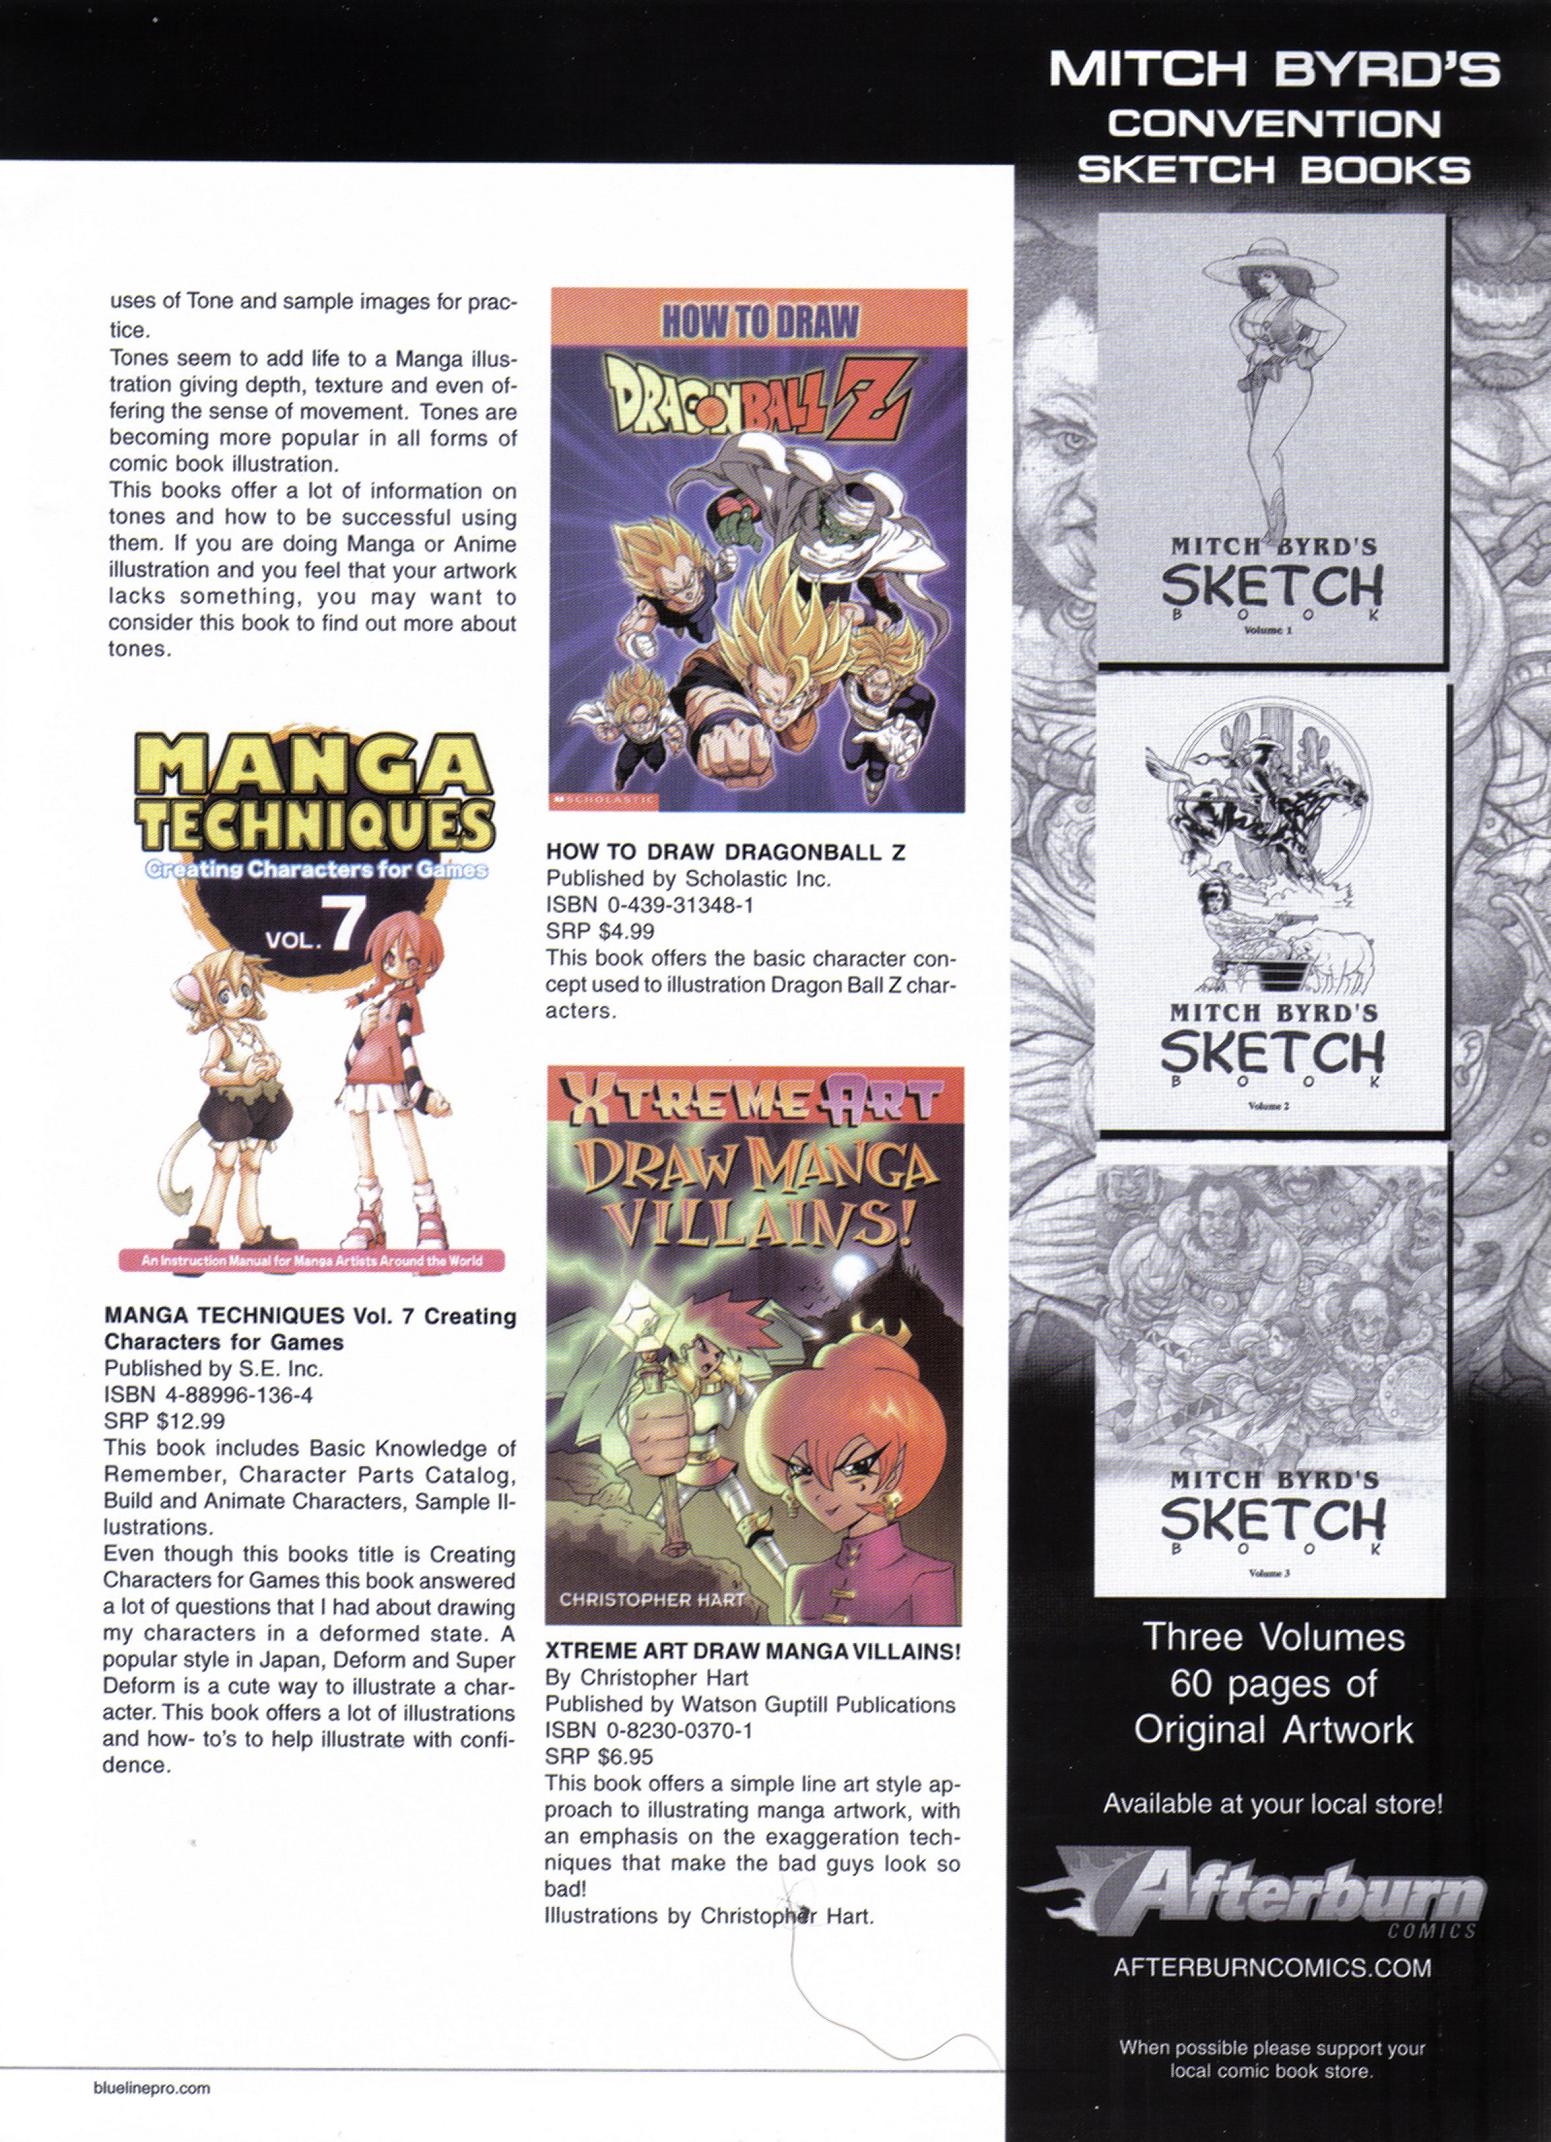 uses of Tone and sample images for prac-
tice.
Tones seem to add life to a Manga illus-
tration giving depth, texture and even of-
fering the sense of movement. Tones are
becoming more popular in all forms of
comic book illustration.
This books offer a lot of information on
tones and how to be successful using
them. If you are doing Manga or Anime
illustration and you feel that your artwork
lacks something, you may want to
consider this book to find out more about
tones.
MANGA
TECHNIQUES
Creating Characters for Games
VOL. 7
An Instruction Manual for Manga Artists Around the World
MANGA TECHNIQUES Vol. 7 Creating
Characters for Games
Published by S.E. Inc.
ISBN 4-88996-136-4
SRP $12.99
This book includes Basic Knowledge of
Remember, Character Parts Catalog,
Build and Animate Characters, Sample Il-
lustrations.
Even though this books title is Creating
Characters for Games this book answered
a lot of questions that I had about drawing
my characters in a deformed state. A
popular style in Japan, Deform and Super
Deform is a cute way to illustrate a char-
acter. This book offers a lot of illustrations
and how- to's to help illustrate with confi-
dence.
HOW TO DRAW
DRAGONBALL Z
SCHOLASTIC
HOW TO DRAW DRAGONBALL Z
Published by Scholastic Inc.
ISBN 0-439-31348-1
SRP $4.99
This book offers the basic character con-
cept used to illustration Dragon Ball Z char-
acters.
XTREME ART
DRAW MANGA
VILLAINS!
CHRISTOPHER HART
XTREME ART DRAW MANGA VILLAINS!
By Christopher Hart
Published by Watson Guptill Publications
ISBN 0-8230-0370-1
SRP $6.95
This book offers a simple line art style ap-
proach to illustrating manga artwork, with
an emphasis on the exaggeration tech-
niques that make the bad guys look so
bad!
Illustrations by Christopher Hart.
MITCH BYRD'S
CONVENTION
SKETCH BOOKS
MITCH BYRD'S
SKETCH
BOOK
Volume 1
MITCH BYRD'S
SKETCH
BOOK
Volume 2
MITCH BYRD'S
SKETCH
BOOK
Volume 3
Three Volumes
60 pages of
Original Artwork
Available at your local store!
Afterburn
COMICS
AFTERBURNCOMICS.COM
When possible please support your
local comic book store.
bluelinepro.com